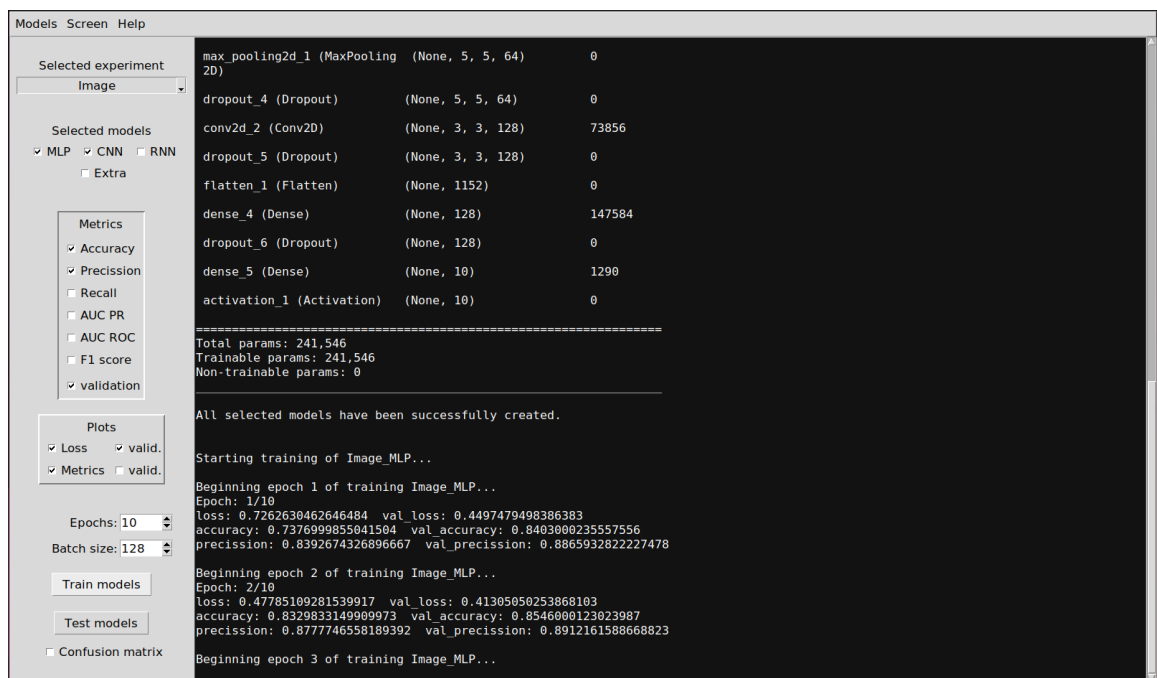 Models Screen Help
Selected experiment
Image
Selected models
MLP CNN RNN
Extra
Metrics
Accuracy
Precission
Recall
AUC PR
AUC ROC
F1 score
validation
Plots
Loss valid.
Metrics valid.
Epochs: 10
Batch size: 128
Train models
Test models
Confusion matrix
max_pooling2d_1 (MaxPooling (None, 5, 5, 64) 0
2D)
dropout_4 (Dropout) (None, 5, 5, 64) 0
conv2d_2 (Conv2D) (None, 3, 3, 128) 73856
dropout_5 (Dropout) (None, 3, 3, 128) 0
flatten_1 (Flatten) (None, 1152) 0
dense_4 (Dense) (None, 128) 147584
dropout_6 (Dropout) (None, 128) 0
dense_5 (Dense) (None, 10) 1290
activation_1 (Activation) (None, 10) 0
=================================================================
Total params: 241,546
Trainable params: 241,546
Non-trainable params: 0
_________________________________________________________________
All selected models have been successfully created.
Starting training of Image_MLP...
Beginning epoch 1 of training Image_MLP...
Epoch: 1/10
loss: 0.7262630462646484 val_loss: 0.4497479498386383
accuracy: 0.7376999855041504 val_accuracy: 0.8403000235557556
precission: 0.8392674326896667 val_precission: 0.8865932822227478
Beginning epoch 2 of training Image_MLP...
Epoch: 2/10
loss: 0.47785109281539917 val_loss: 0.41305050253868103
accuracy: 0.8329833149909973 val_accuracy: 0.8546000123023987
precission: 0.8777746558189392 val_precission: 0.8912161588668823
Beginning epoch 3 of training Image_MLP...